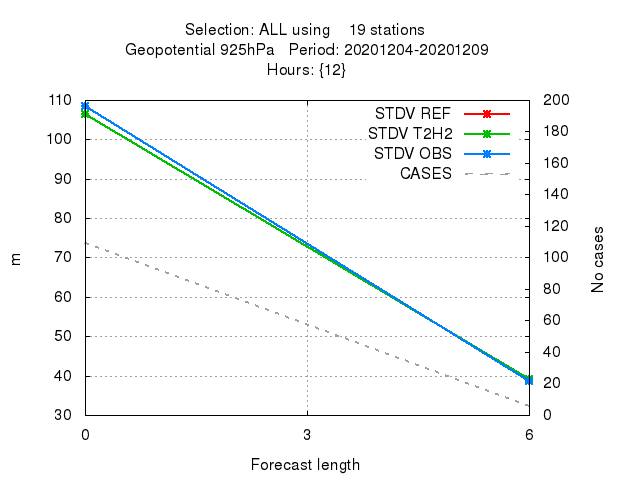 Selection: ALL using 19 stations
Geopotential 925hPa Period: 20201204-20201209
Hours: {12}
110
100
90
80
70
60
50
40
30
200
180
160
140
120
100
80
60
40
20
0
STDV REF
STDV T2H2
STDV OBS
CASES
m
No cases
0 3 6
Forecast length